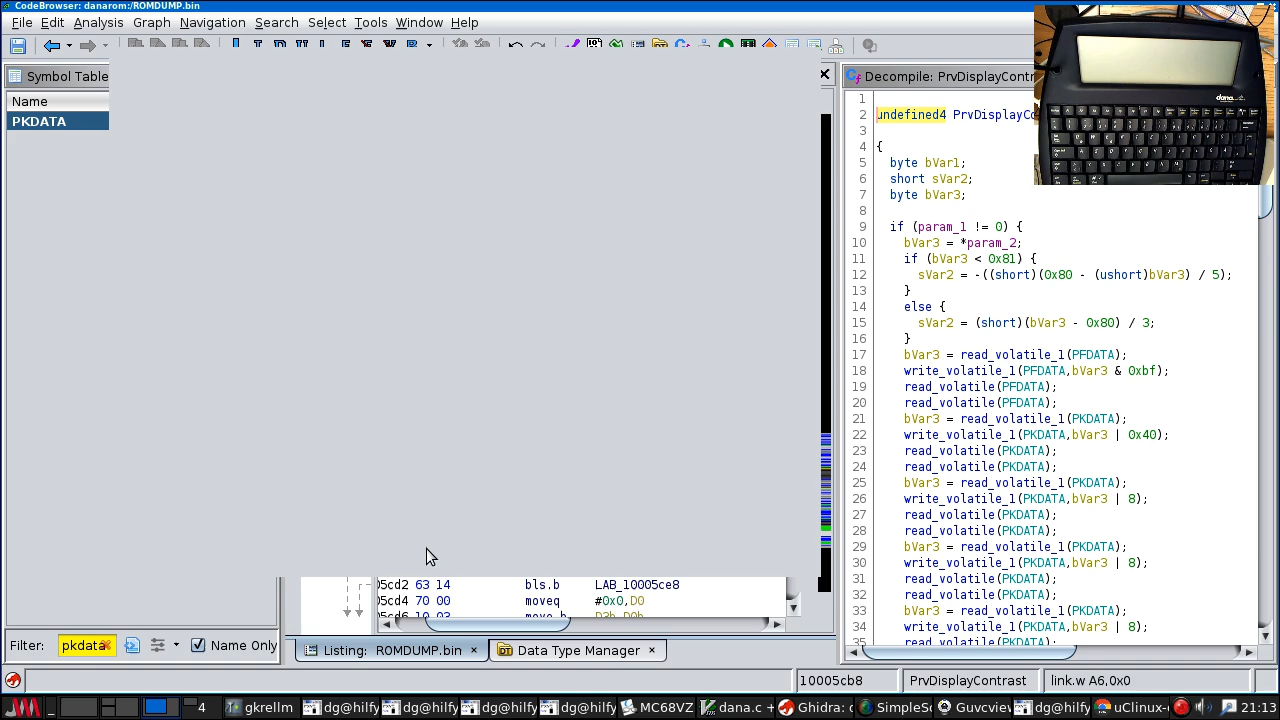 CodeBrowser: danarom:/ROMDUMP.bin
File Edit Analysis Graph Navigation Search Select Tools Window Help
Symbol Table
Name
PKDATA
Decompile: PrvDisplayContr
dana
1
2 undefined4 PrvDisplayCo
3
4 {
5 byte bVar1;
6 short sVar2;
7 byte bVar3;
8
9 if (param_1 != 0) {
10 bVar3 = *param_2;
11 if (bVar3 < 0x81) {
12 sVar2 = -((short)(0x80 - (ushort)bVar3) / 5);
13 }
14 else {
15 sVar2 = (short)(bVar3 - 0x80) / 3;
16 }
17 bVar3 = read_volatile_1(PFDATA);
18 write_volatile_1(PFDATA,bVar3 & 0xbf);
19 read_volatile(PFDATA);
20 read_volatile(PFDATA);
21 bVar3 = read_volatile_1(PKDATA);
22 write_volatile_1(PKDATA,bVar3 | 0x40);
23 read_volatile(PKDATA);
24 read_volatile(PKDATA);
25 bVar3 = read_volatile_1(PKDATA);
26 write_volatile_1(PKDATA,bVar3 | 8);
27 read_volatile(PKDATA);
28 read_volatile(PKDATA);
29 bVar3 = read_volatile_1(PKDATA);
30 write_volatile_1(PKDATA,bVar3 | 8);
31 read_volatile(PKDATA);
32 read_volatile(PKDATA);
33 bVar3 = read_volatile_1(PKDATA);
34 write_volatile_1(PKDATA,bVar3 | 8);
35 read_volatile(PKDATA);
05cd2 63 14 bls.b LAB_10005ce8
05cd4 70 00 moveq #0x0,D0
05cd6 10 03 move.b D3b,D0b
Filter: pkdata Name Only
Listing: ROMDUMP.bin × Data Type Manager ×
10005cb8 PrvDisplayContrast link.w A6,0x0
4 gkrellm dg@hilfy dg@hilfy dg@hilfy dg@hilfy MC68VZ dana.c + Ghidra: c SimpleSc Guvcview dg@hilfy uClinux- 21:13